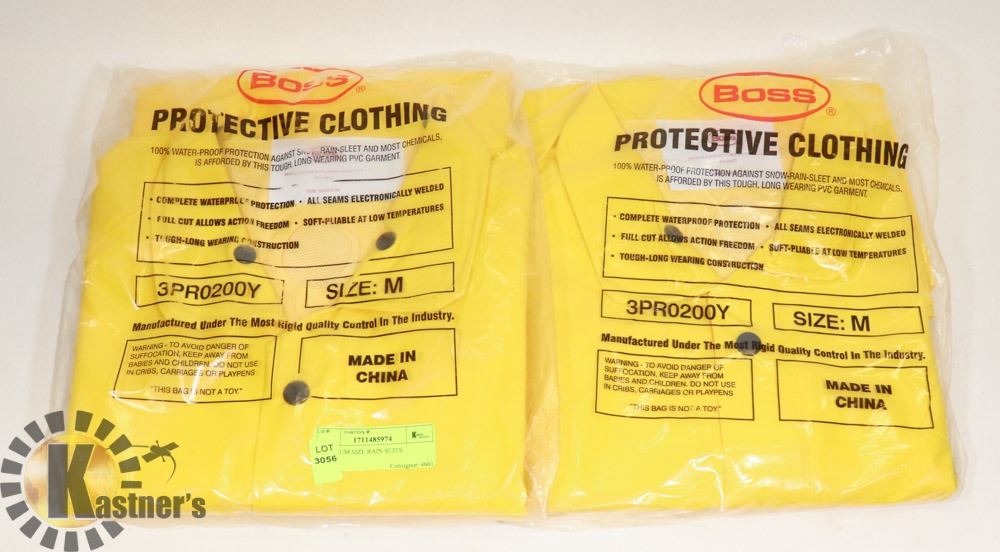 BOSS ®
PROTECTIVE CLOTHING
100% WATER-PROOF PROTECTION AGAINST SNOW-RAIN-SLEET AND MOST CHEMICALS,
IS AFFORDED BY THIS TOUGH, LONG WEARING PVC GARMENT.
• COMPLETE WATERPROOF PROTECTION • ALL SEAMS ELECTRONICALLY WELDED
• FULL CUT ALLOWS ACTION FREEDOM • SOFT-PLIABLE AT LOW TEMPERATURES
• TOUGH-LONG WEARING CONSTRUCTION
3PR0200Y
SIZE: M
Manufactured Under The Most Rigid Quality Control In The Industry.
WARNING - TO AVOID DANGER OF
SUFFOCATION, KEEP AWAY FROM
BABIES AND CHILDREN. DO NOT USE
IN CRIBS, CARRIAGES OR PLAYPENS
"THIS BAG IS NOT A TOY."
MADE IN
CHINA
Lot #
Inventory #
1711485974
LOT
3056
UM SIZE RAIN SUITS
Consignor: 4661
BOSS ®
PROTECTIVE CLOTHING
100% WATER-PROOF PROTECTION AGAINST SNOW-RAIN-SLEET AND MOST CHEMICALS,
IS AFFORDED BY THIS TOUGH, LONG WEARING PVC GARMENT.
• COMPLETE WATERPROOF PROTECTION • ALL SEAMS ELECTRONICALLY WELDED
• FULL CUT ALLOWS ACTION FREEDOM • SOFT-PLIABLE AT LOW TEMPERATURES
• TOUGH-LONG WEARING CONSTRUCTION
3PR0200Y
SIZE: M
Manufactured Under The Most Rigid Quality Control In The Industry.
WARNING - TO AVOID DANGER OF
SUFFOCATION, KEEP AWAY FROM
BABIES AND CHILDREN. DO NOT USE
IN CRIBS, CARRIAGES OR PLAYPENS
"THIS BAG IS NOT A TOY."
MADE IN
CHINA
Kastner's